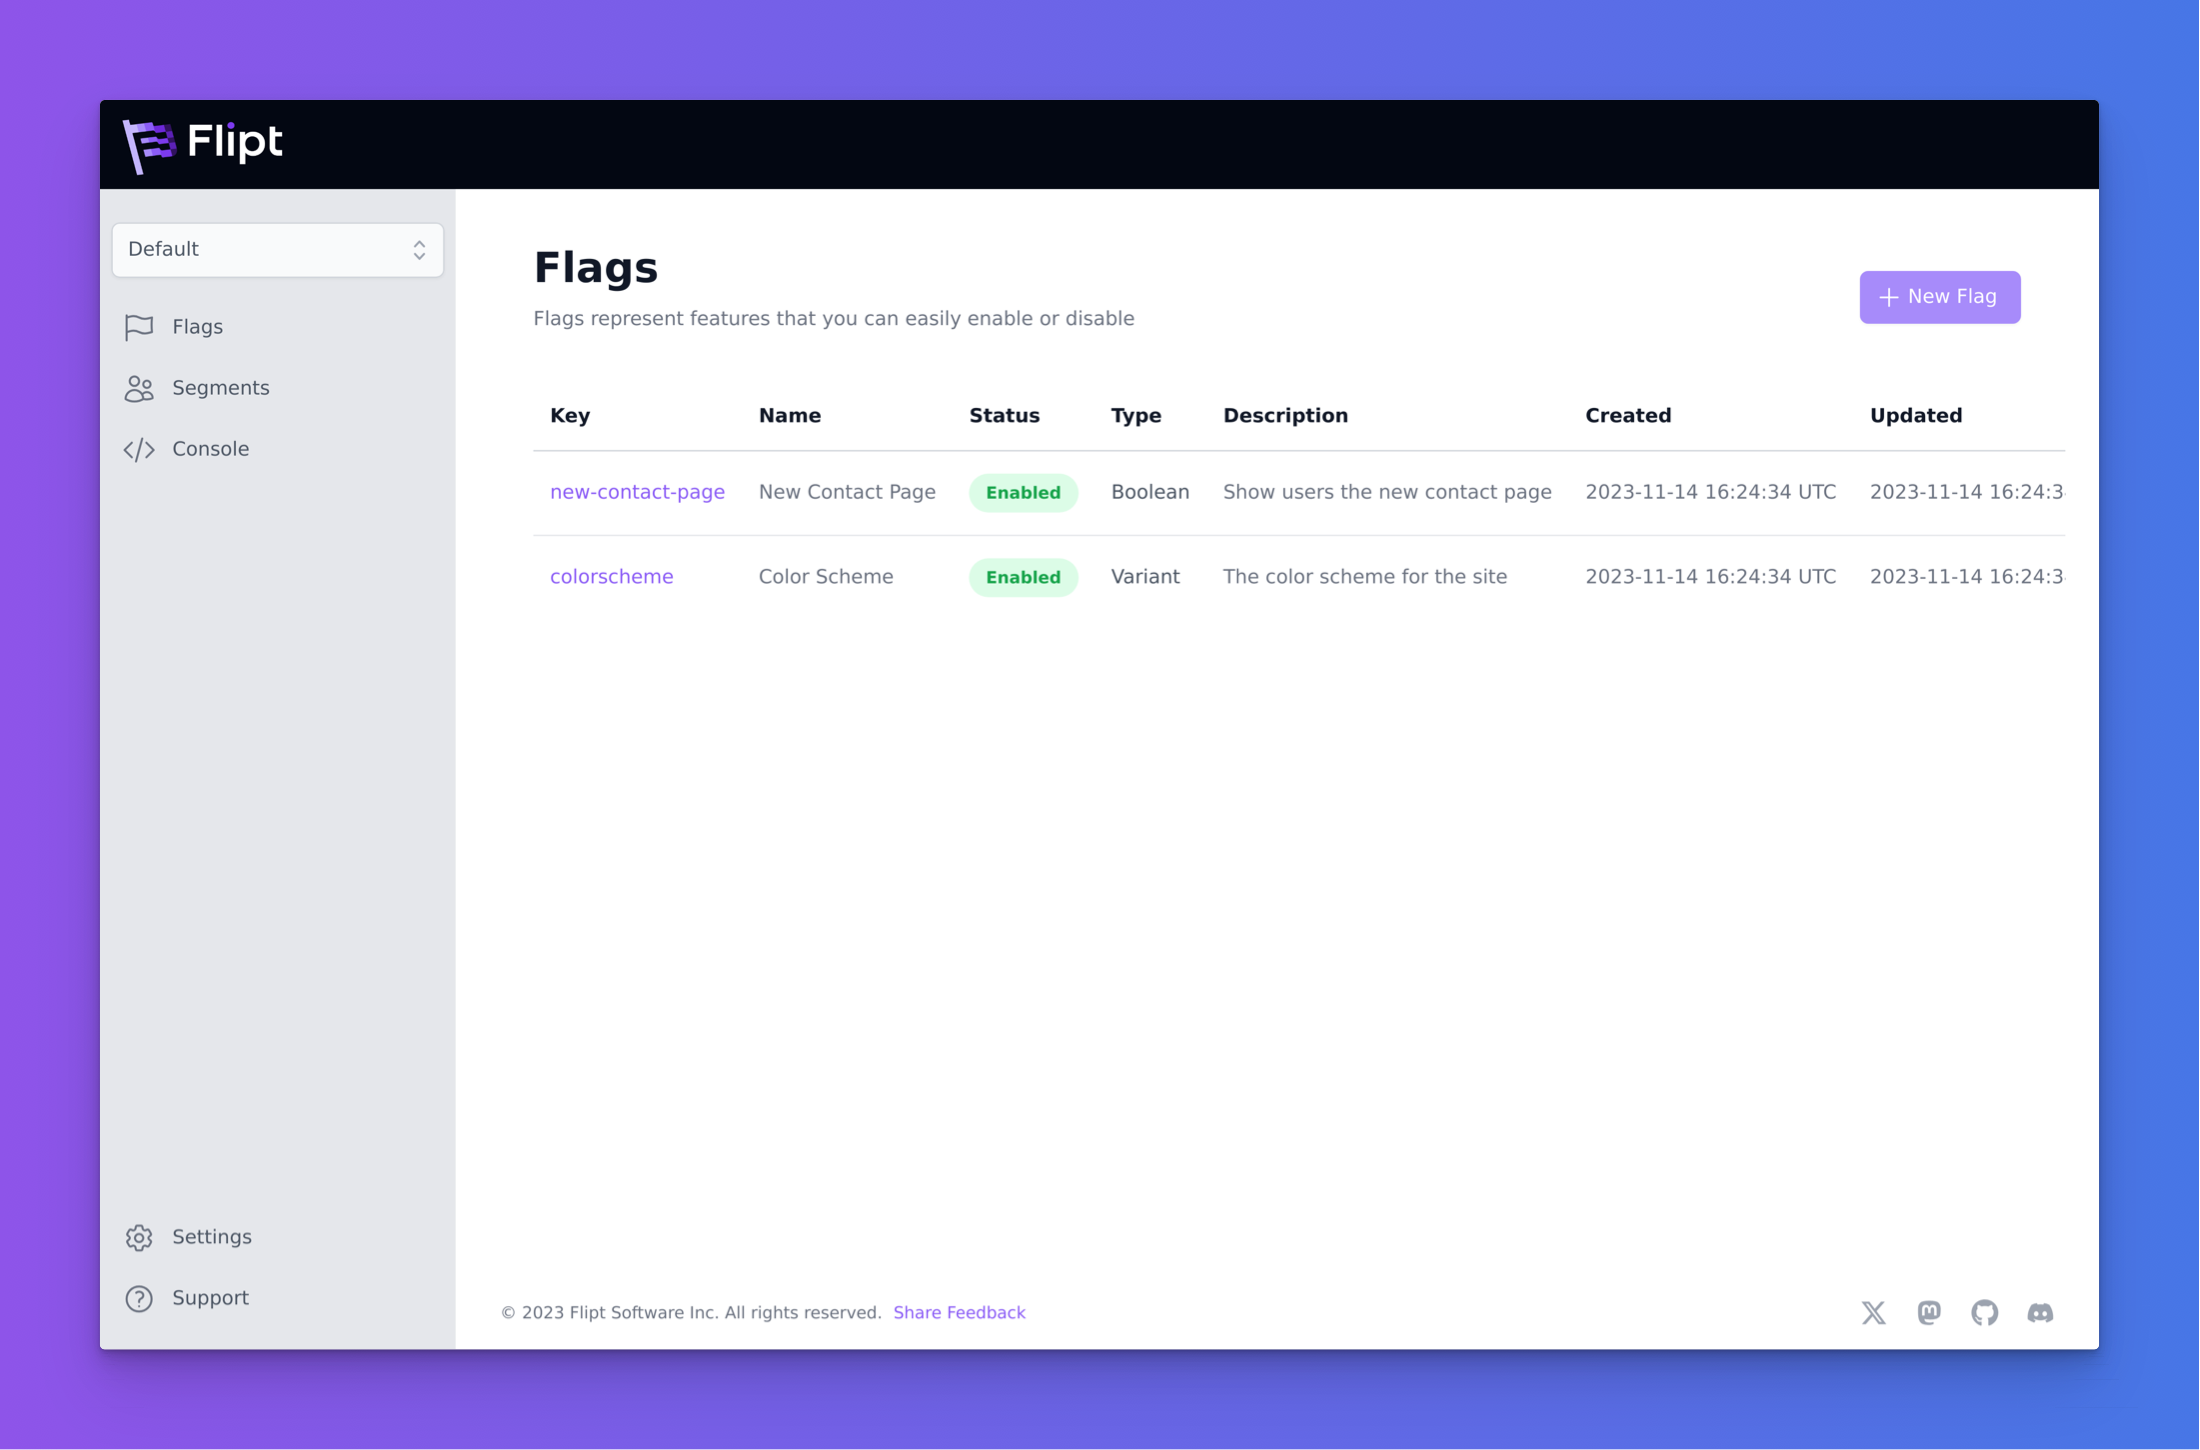 Flipt
Default
Flags
Segments
Console
Settings
Support
Flags
Flags represent features that you can easily enable or disable
New Flag
Key Name Status Type Description Created Updated
new-contact-page New Contact Page Enabled Boolean Show users the new contact page 2023-11-14 16:24:34 UTC 2023-11-14 16:24:3
colorscheme Color Scheme Enabled Variant The color scheme for the site 2023-11-14 16:24:34 UTC 2023-11-14 16:24:3
© 2023 Flipt Software Inc. All rights reserved. Share Feedback